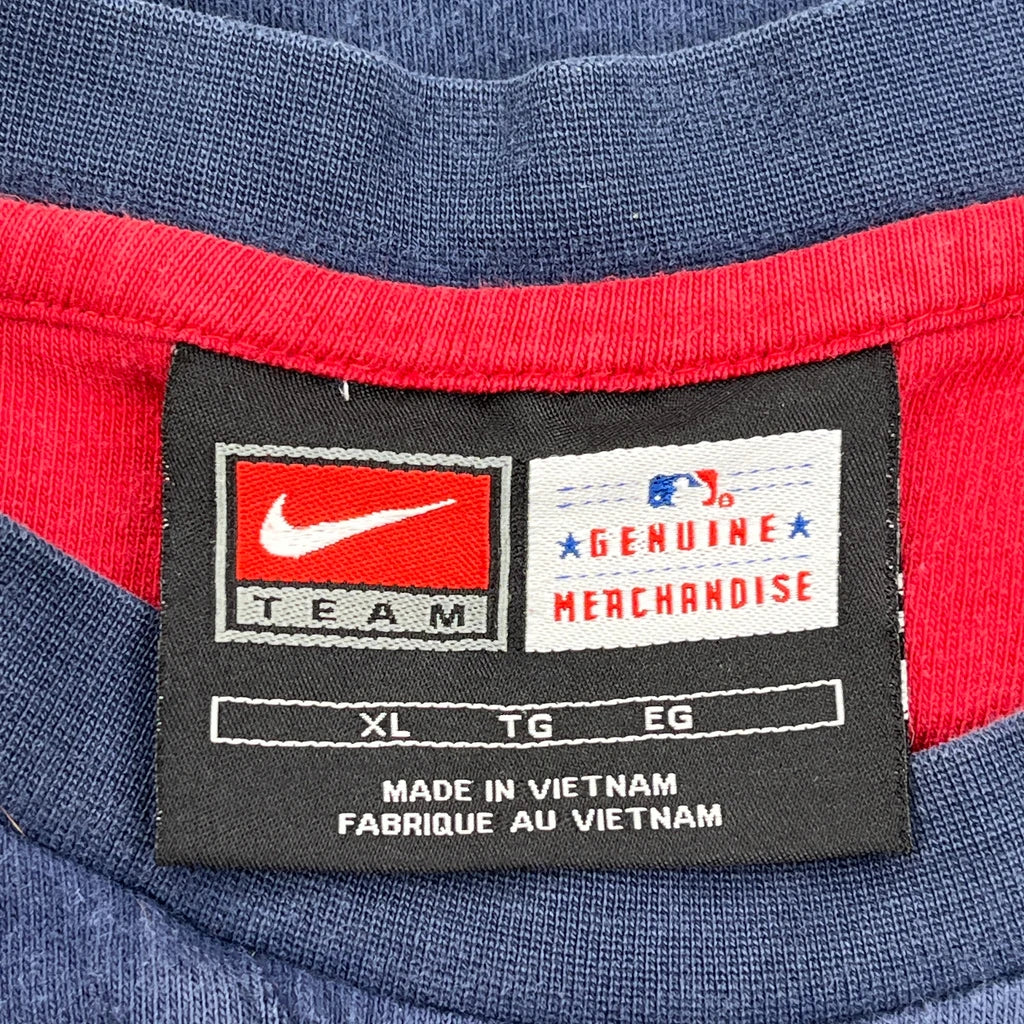 TEAM
GENUINE
MERCHANDISE
XL TG EG
MADE IN VIETNAM
FABRIQUE AU VIETNAM